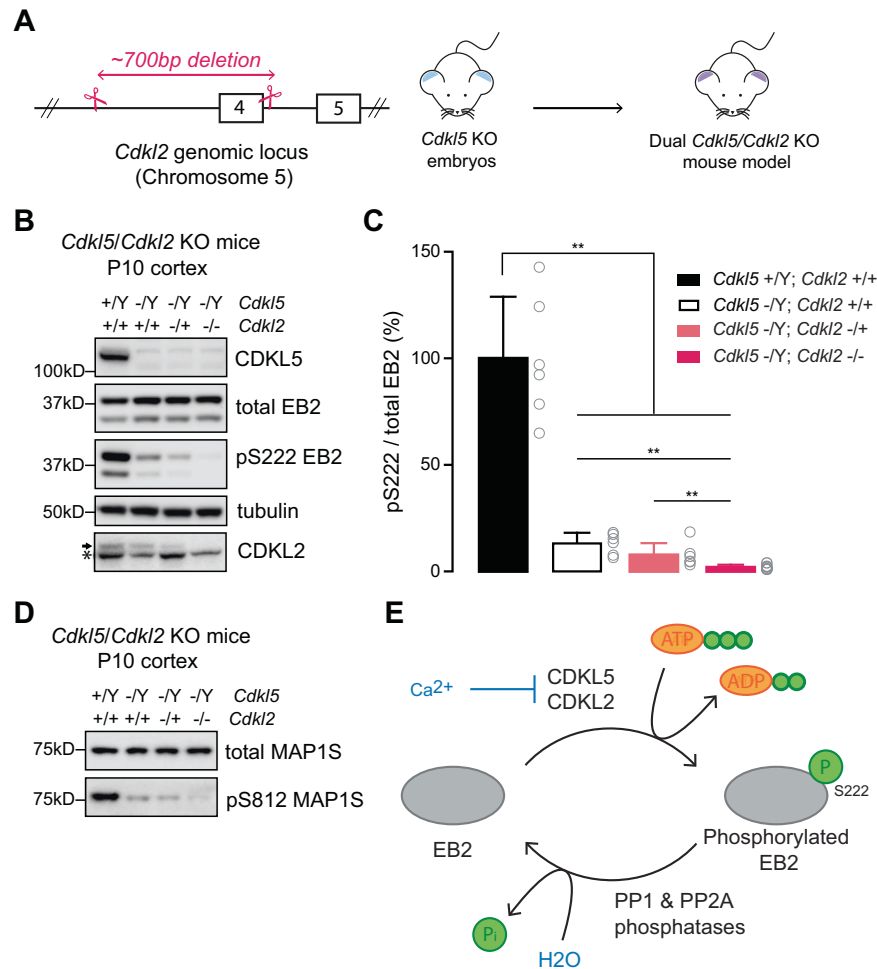 A
~700bp deletion
4
5
Cdkl2 genomic locus
(Chromosome 5)
Cdkl5 KO
embryos
Dual Cdkl5/Cdkl2 KO
mouse model
B
Cdkl5/Cdkl2 KO mice
P10 cortex
+/Y -/Y -/Y -/Y Cdkl5
+/+ +/+ -/+ -/- Cdkl2
CDKL5
100kD
37kD
total EB2
pS222 EB2
37kD
50kD
tubulin
*
CDKL2
C
pS222 / total EB2 (%)
150
100
50
0
**
**
**
Cdkl5 +/Y; Cdkl2 +/+
Cdkl5 -/Y; Cdkl2 +/+
Cdkl5 -/Y; Cdkl2 -/+
Cdkl5 -/Y; Cdkl2 -/-
D
Cdkl5/Cdkl2 KO mice
P10 cortex
+/Y -/Y -/Y -/Y Cdkl5
+/+ +/+ -/+ -/- Cdkl2
75kD
total MAP1S
75kD
pS812 MAP1S
E
ATP
ADP
Ca2+
CDKL5
CDKL2
P
S222
EB2
Phosphorylated
EB2
PP1 & PP2A
phosphatases
Pi
H2O